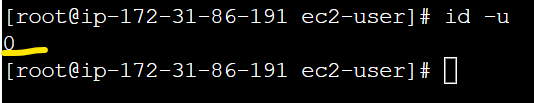 [root@ip-172-31-86-191 ec2-user]# id -u
0
[root@ip-172-31-86-191 ec2-user]#